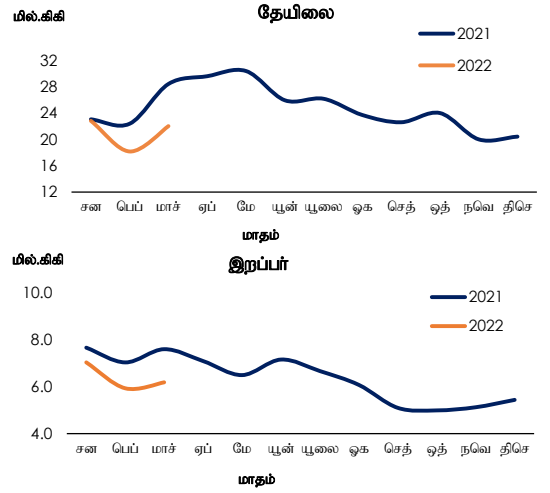 தேயிலை
மில்.கிகி
2021
2022
32
28
24
20
16
12
சன பெப் மாச் ஏப் மே யூன் யூலை ஓக செத் ஒத் நவெ திசெ
மாதம்
மில்.கிகி
இறப்பர்
10.0
2021
2022
8.0
6.0
4.0
சன பெப் மாச் ஏப் மே யூன் யூலை ஓக செத் ஒத் நவெ திசெ
மாதம்